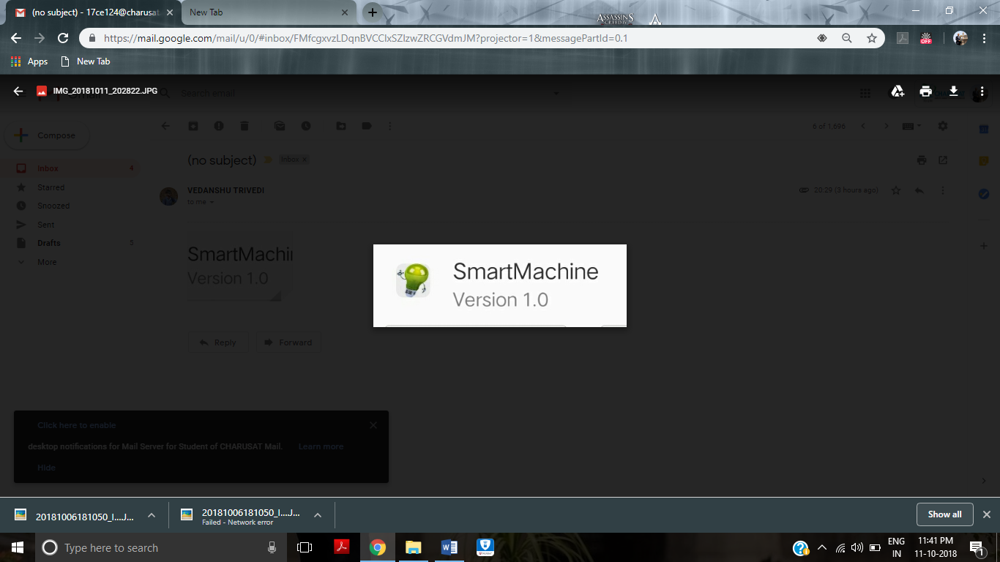 (no subject) - 17ce124@charusat
New Tab
ASSASSIN'S
https://mail.google.com/mail/u/0/#inbox/FMfcgxvzLDqnBVCClxSZlzwZRCGVdmJM?projector=1&messagePartId=0.1
OFF
Apps
New Tab
IMG_20181011_202822.JPG
Search email
Compose
6 of 1,696
(no subject)
Inbox x
Inbox 4
VEDANSHU TRIVEDI
20:29 (3 hours ago)
Starred
to me
Snoozed
Sent
Drafts 5
More
SmartMachin
Version 1.0
SmartMachine
Version 1.0
Reply
Forward
Click here to enable
desktop notifications for Mail Server for Student of CHARUSAT Mail. Learn more
Hide
20181006181050_I....J...
20181006181050_I....J...
Failed - Network error
Show all
Type here to search
ENG
IN
11:41 PM
11-10-2018
1